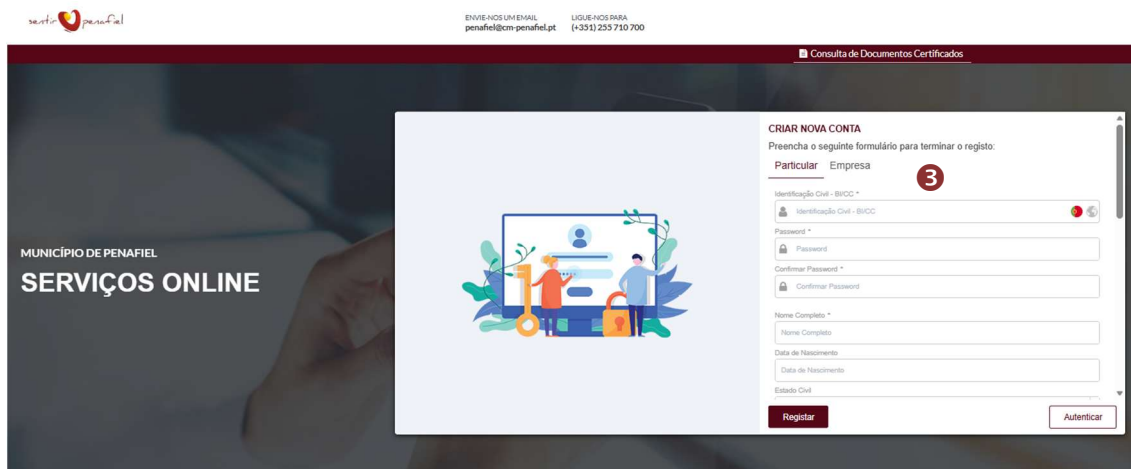 sentir penafiel
ENVIE-NOS UM EMAIL
penafiel@cm-penafiel.pt
LIGUE-NOS PARA
(+351) 255 710 700
Consulta de Documentos Certificados
MUNICÍPIO DE PENAFIEL
SERVIÇOS ONLINE
CRIAR NOVA CONTA
Preencha o seguinte formulário para terminar o registo:
Particular Empresa
3
Identificação Civil - BI/CC *
Identificação Civil - BI/CC
Password *
Password
Confirmar Password *
Confirmar Password
Nome Completo *
Nome Completo
Data de Nascimento
Data de Nascimento
Estado Civil
Registar
Autenticar